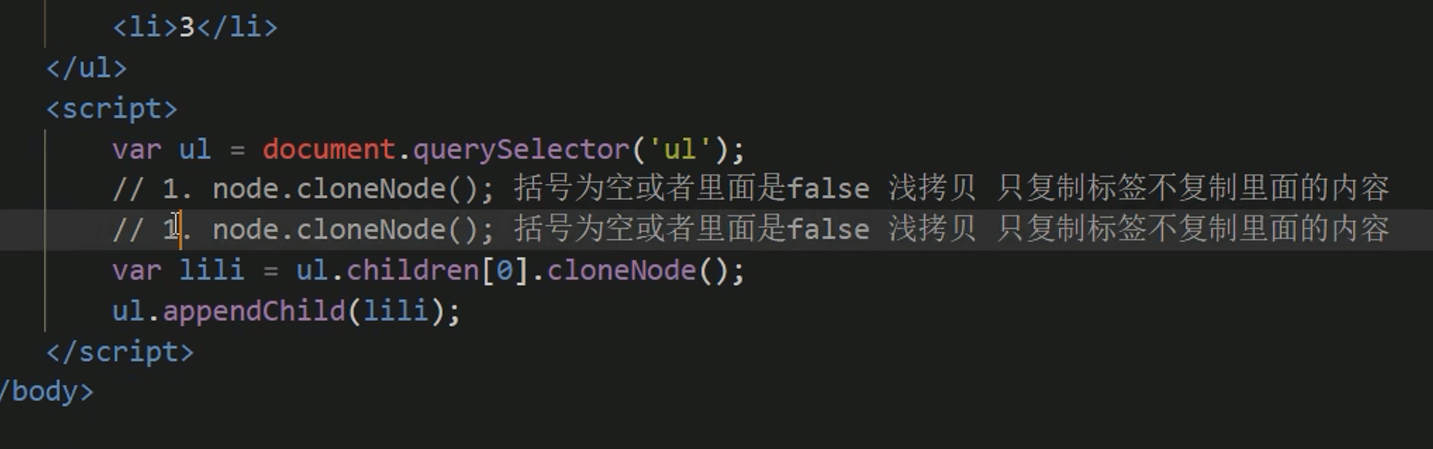 <li>3</li>
</ul>
<script>
var ul = document.querySelector('ul');
// 1. node.cloneNode(); 括号为空或者里面是false 浅拷贝 只复制标签不复制里面的内容
// 1. node.cloneNode(); 括号为空或者里面是false 浅拷贝 只复制标签不复制里面的内容
var lili = ul.children[0].cloneNode();
ul.appendChild(lili);
</script>
/body>